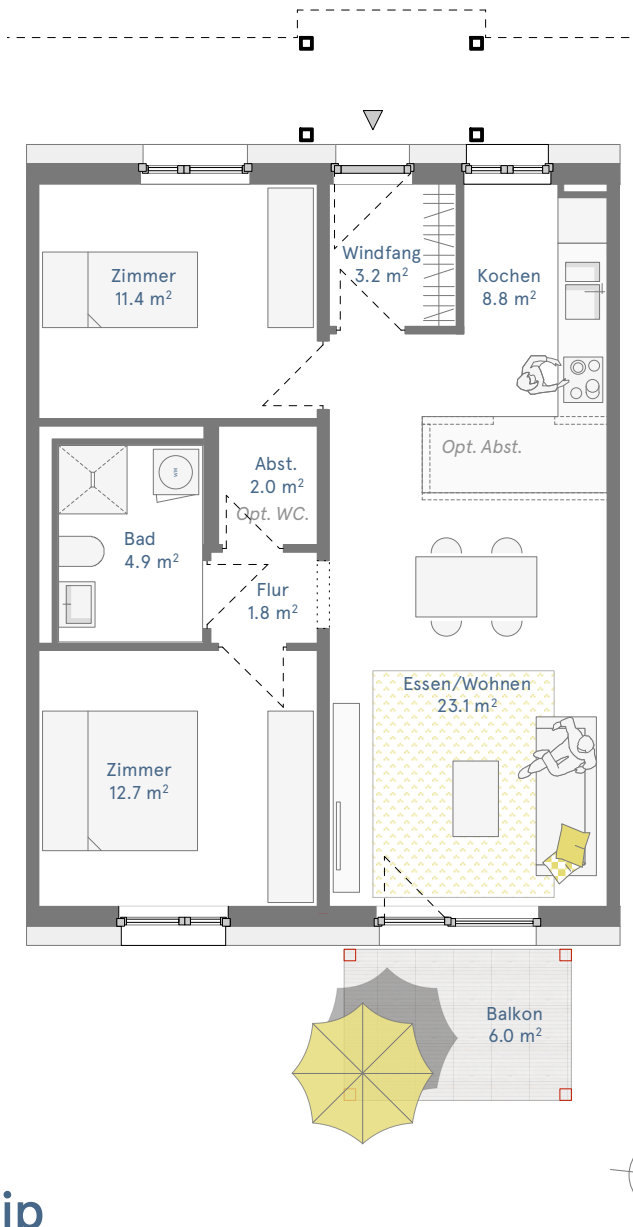 Windfang
3.2 m²
Zimmer
11.4 m²
Kochen
8.8 m²
Opt. Abst.
Abst.
2.0 m²
Opt. WC.
WM
Bad
4.9 m²
Flur
1.8 m²
Essen/Wohnen
23.1 m²
Zimmer
12.7 m²
Balkon
6.0 m²
ip